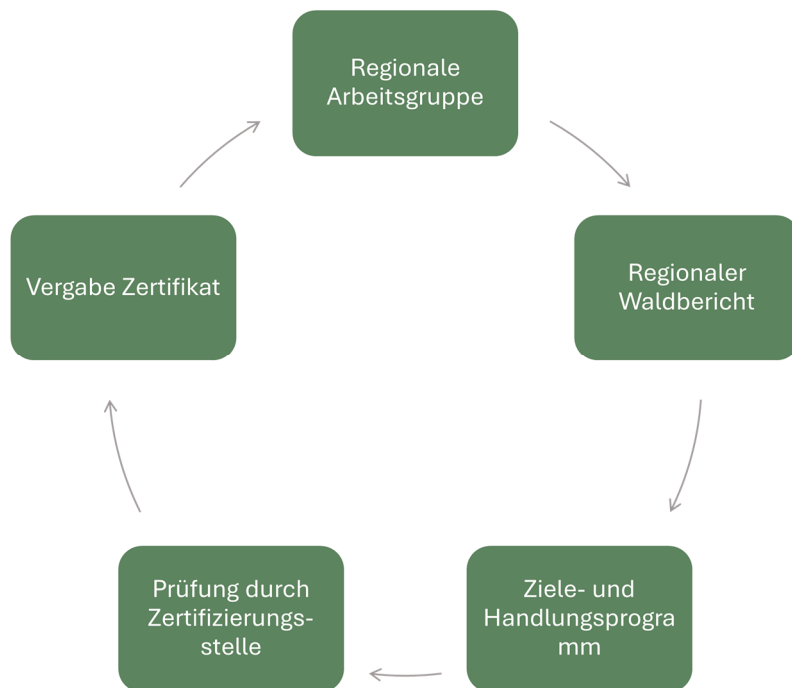 Regionale
Arbeitsgruppe
Regionaler
Waldbericht
Ziele- und
Handlungsprogra
mm
Prüfung durch
Zertifizierungs-
stelle
Vergabe Zertifikat